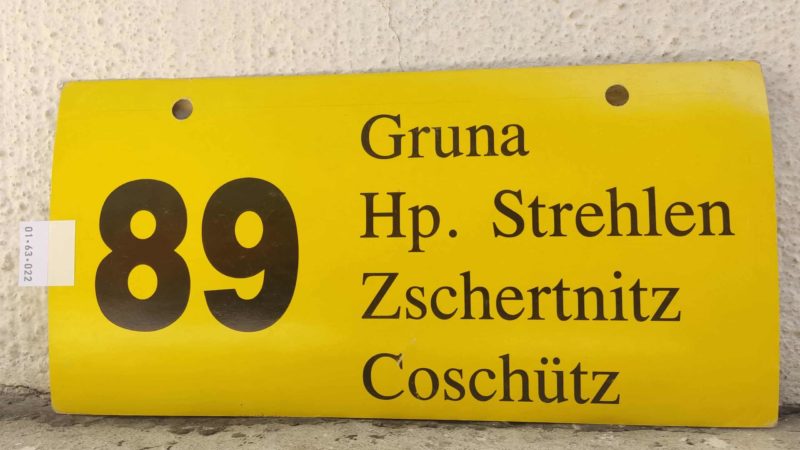 89
Gruna
Hp. Strehlen
Zschertnitz
Coschütz
01-63-022